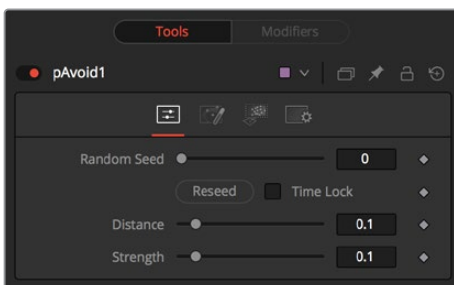 Tools Modifiers
pAvoid1
Random Seed 0
Reseed Time Lock
Distance 0.1
Strength 0.1